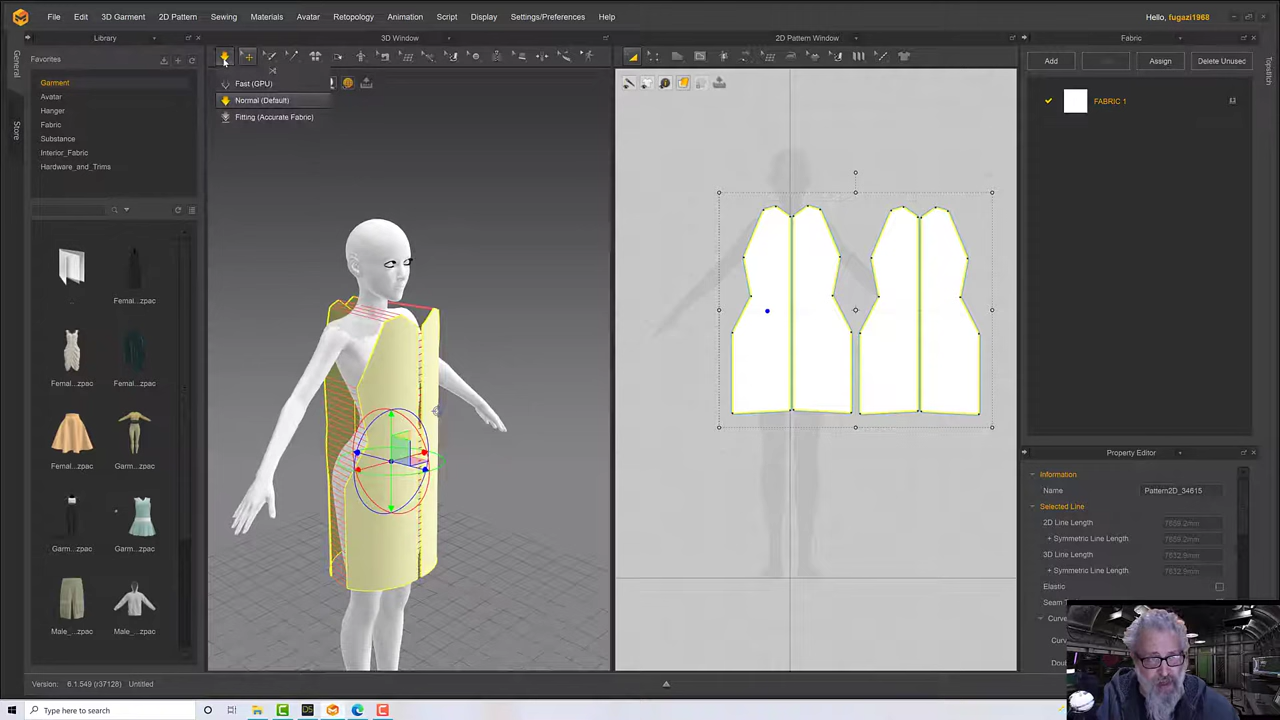 File Edit 3D Garment 2D Pattern Sewing Materials Avatar Retopology Animation Script Display Settings/Preferences Help
Hello, fugazi1968
Library
3D Window
2D Pattern Window
Fabric
General
Store
Topstitch
Favorites
Garment
Avatar
Hanger
Fabric
Substance
Interior_Fabric
Hardware_and_Trims
Fast (GPU)
Normal (Default)
Fitting (Accurate Fabric)
Add
Assign
Delete Unused
FABRIC 1
Femal...zpac
Femal...zpac
Femal...zpac
Femal...zpac
Garm...zpac
Garm...zpac
Garm...zpac
Male_...zpac
Male_...zpac
Property Editor
Information
Name Pattern2D_34615
Selected Line
2D Line Length
+ Symmetric Line Length
3D Line Length
+ Symmetric Line Length
Elastic
Version: 6.1.549 (r37128) Untitled
Type here to search